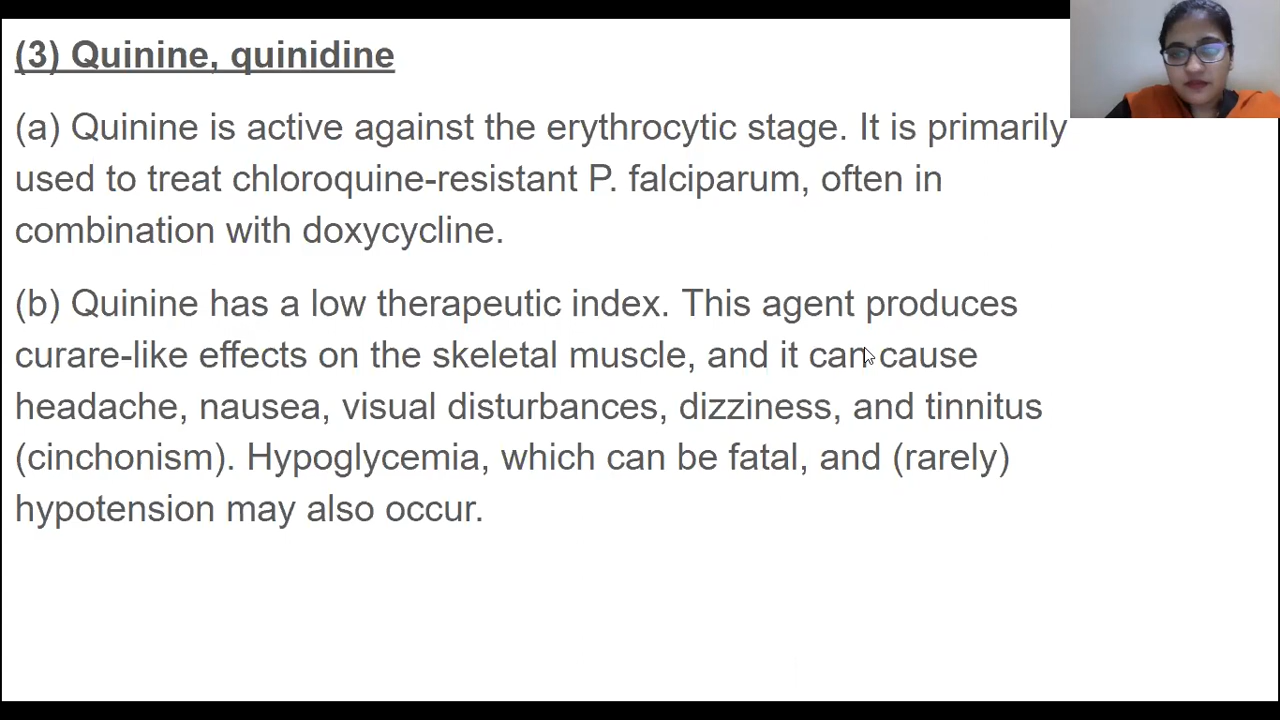 (3) Quinine, quinidine
(a) Quinine is active against the erythrocytic stage. It is primarily
used to treat chloroquine-resistant P. falciparum, often in
combination with doxycycline.
(b) Quinine has a low therapeutic index. This agent produces
curare-like effects on the skeletal muscle, and it can cause
headache, nausea, visual disturbances, dizziness, and tinnitus
(cinchonism). Hypoglycemia, which can be fatal, and (rarely)
hypotension may also occur.